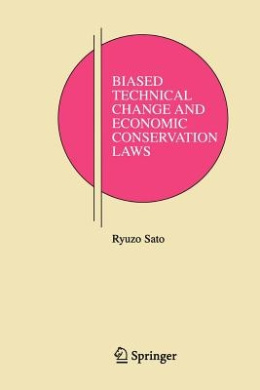 BIASED
TECHNICAL
CHANGE AND
ECONOMIC
CONSERVATION
LAWS
Ryuzo Sato
Springer